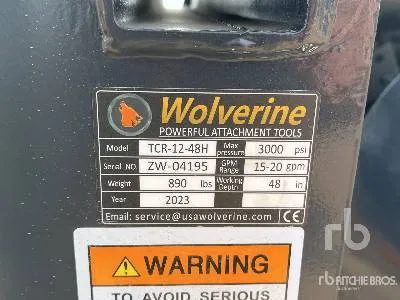 Wolverine
POWERFUL ATTACHMENT TOOLS
Model TCR-12-48H Max pressure 3000 psi
Serial NO. ZW-04195 GPM Range 15-20 gpm
Weight 890 lbs Working Depth 48 in
Year 2023
Email: service@usawolverine.com CE
WARNING
TO AVOID SERIOUS
rb
rb RITCHIE BROS.
Auctioneers